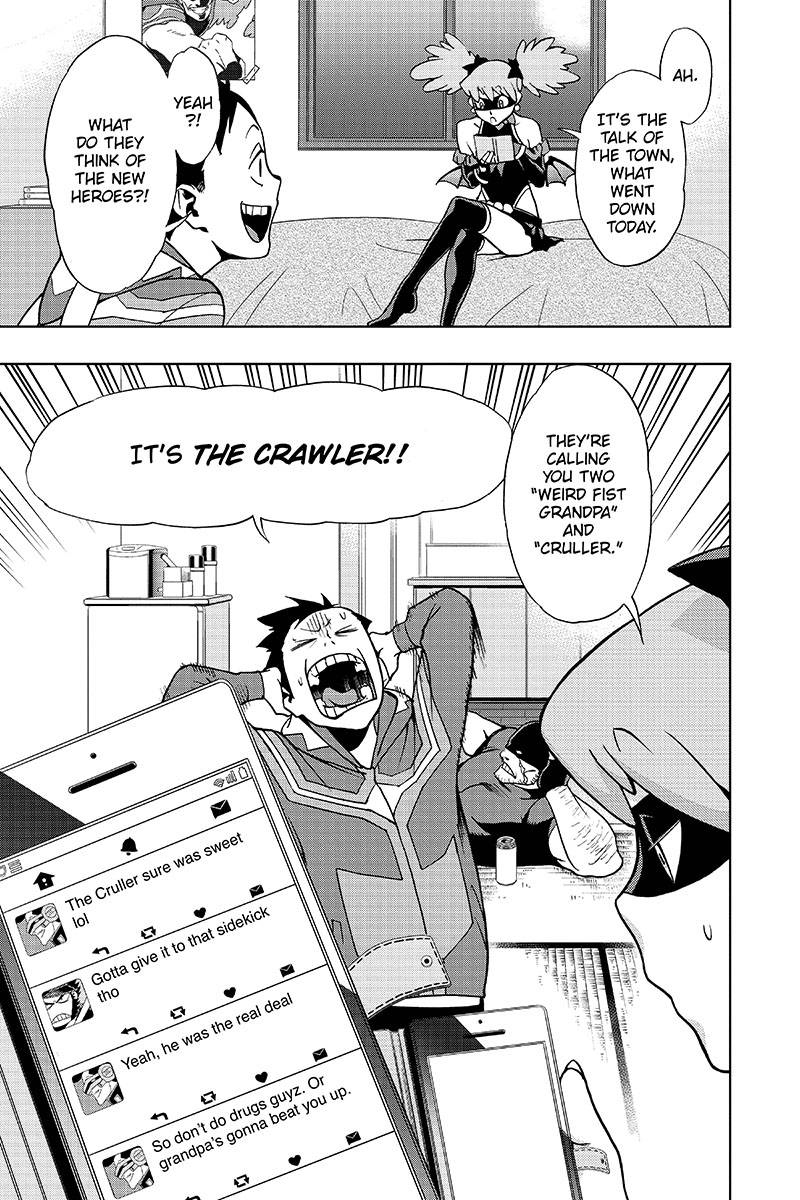 AH.
IT'S THE
TALK OF
THE TOWN,
WHAT
WENT
DOWN
TODAY.
YEAH
?!
WHAT
DO THEY
THINK OF
THE NEW
HEROES?!
THEY'RE
CALLING
YOU TWO
"WEIRD FIST
GRANDPA"
AND
"CRULLER."
IT'S THE CRAWLER!!
The Cruller sure was sweet
lol
Gotta give it to that sidekick
tho
Yeah, he was the real deal
So don't do drugs guyz. Or
grandpa's gonna beat you up.